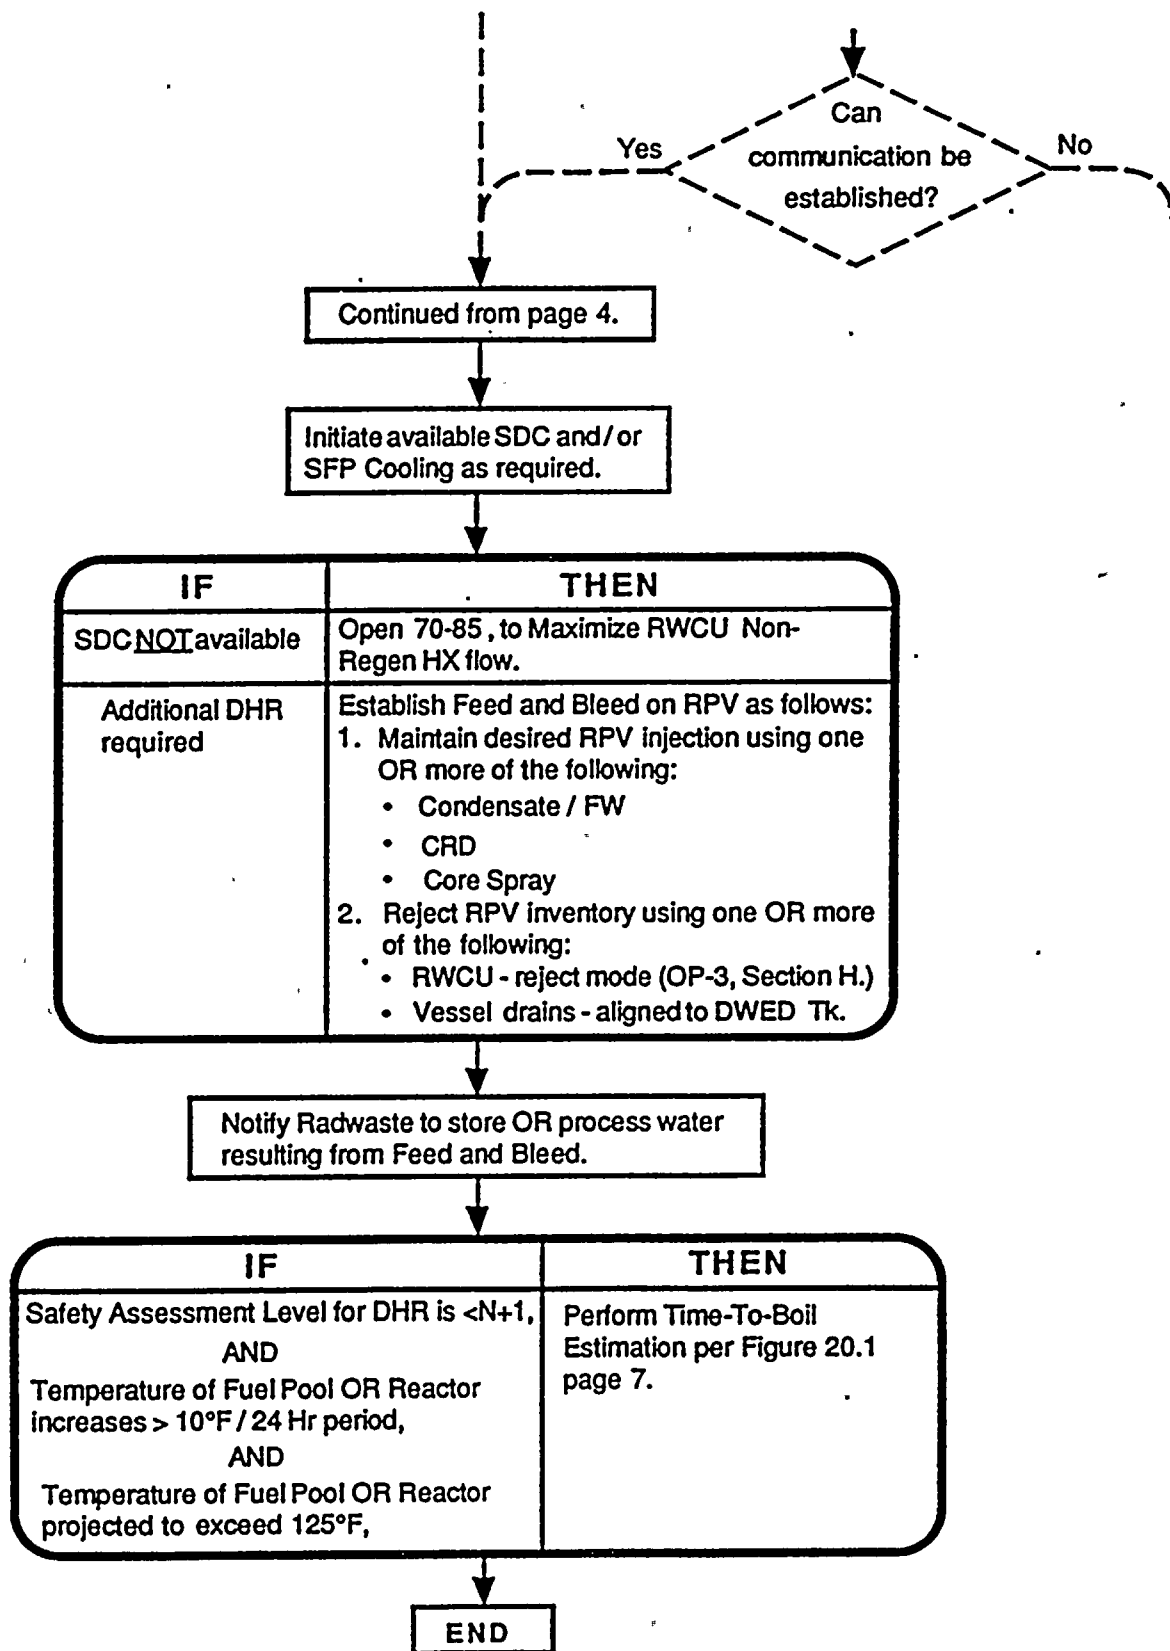 Can
communication be
established?
Yes
No
Continued from page 4.
Initiate available SDC and/or
SFP Cooling as required.
IF
THEN
SDC NOT available
Open 70-85, to Maximize RWCU Non-
Regen HX flow.
Additional DHR
required
Establish Feed and Bleed on RPV as follows:
1. Maintain desired RPV injection using one
OR more of the following:
• Condensate / FW
• CRD
• Core Spray
2. Reject RPV inventory using one OR more
of the following:
• RWCU - reject mode (OP-3, Section H.)
• Vessel drains - aligned to DWED Tk.
Notify Radwaste to store OR process water
resulting from Feed and Bleed.
IF
THEN
Safety Assessment Level for DHR is <N+1,
AND
Temperature of Fuel Pool OR Reactor
increases > 10°F / 24 Hr period,
AND
Temperature of Fuel Pool OR Reactor
projected to exceed 125°F,
Perform Time-To-Boil
Estimation per Figure 20.1
page 7.
END